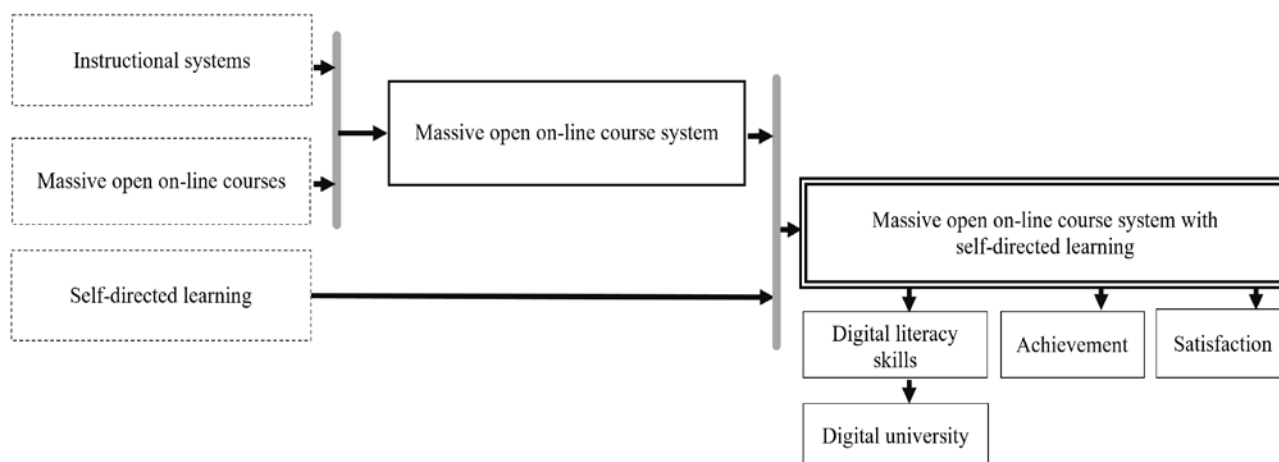 Instructional systems
Massive open on-line courses
Self-directed learning
Massive open on-line course system
Massive open on-line course system with
self-directed learning
Digital literacy
skills
Achievement
Satisfaction
Digital university